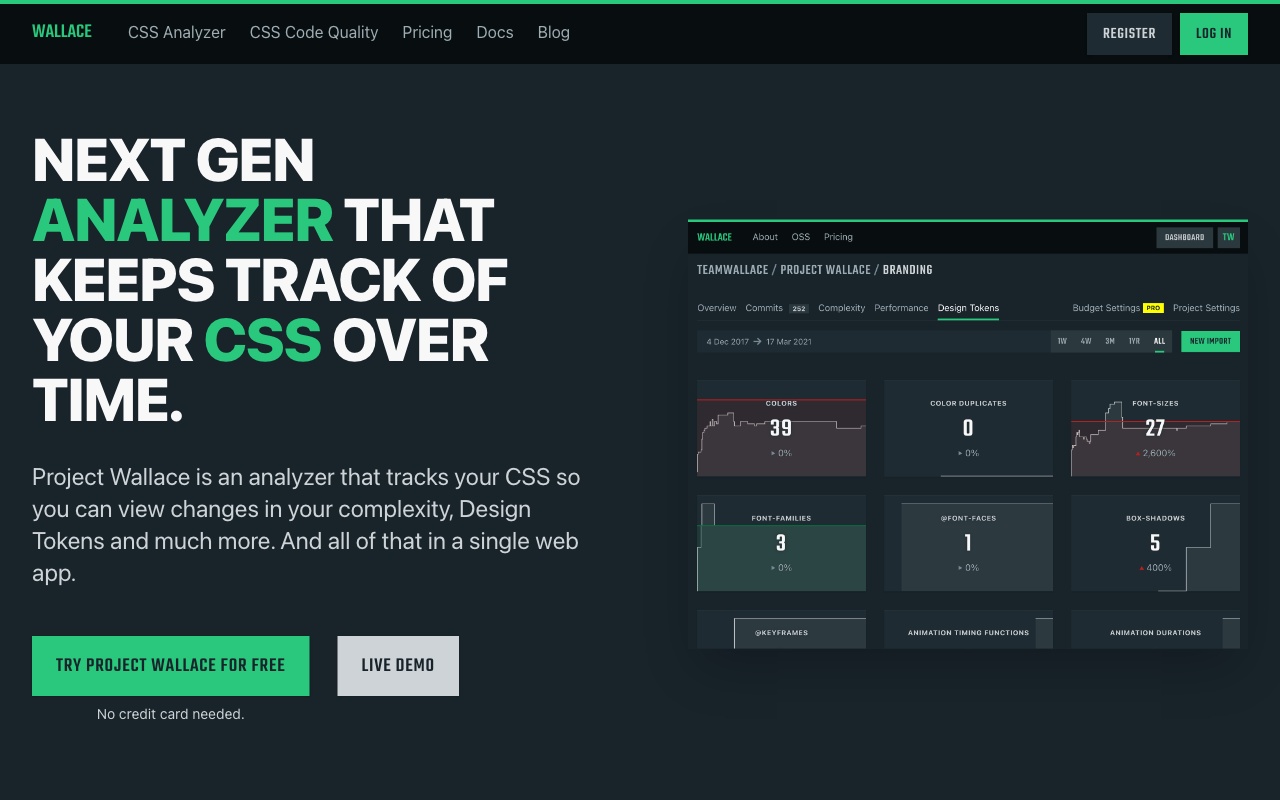 WALLACE CSS Analyzer CSS Code Quality Pricing Docs Blog REGISTER LOG IN
NEXT GEN
ANALYZER THAT
KEEPS TRACK OF
YOUR CSS OVER
TIME.
Project Wallace is an analyzer that tracks your CSS so
you can view changes in your complexity, Design
Tokens and much more. And all of that in a single web
app.
TRY PROJECT WALLACE FOR FREE LIVE DEMO
No credit card needed.
WALLACE About OSS Pricing DASHBOARD TW
TEAMWALLACE / PROJECT WALLACE / BRANDING
Overview Commits 252 Complexity Performance Design Tokens Budget Settings PRO Project Settings
4 Dec 2017 → 17 Mar 2021 1W 4W 3M 1YR ALL NEW IMPORT
COLORS COLOR DUPLICATES FONT-SIZES
39 0 27
0% 0% 2,600%
FONT-FAMILIES @FONT-FACES BOX-SHADOWS
3 1 5
0% 0% 400%
@KEYFRAMES ANIMATION TIMING FUNCTIONS ANIMATION DURATIONS